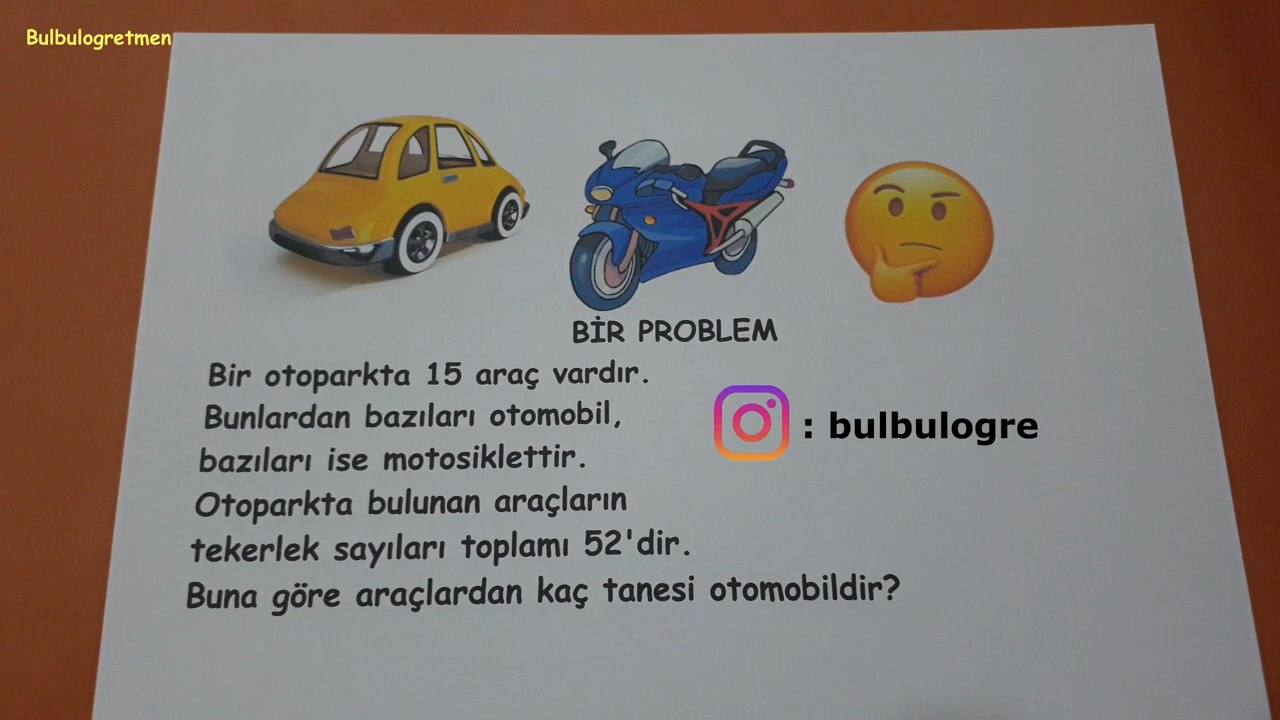 Bulbulogretmen
BİR PROBLEM
Bir otoparkta 15 araç vardır.
Bunlardan bazıları otomobil,
bazıları ise motosiklettir.
: bulbulogre
Otoparkta bulunan araçların
tekerlek sayıları toplamı 52'dir.
Buna göre araçlardan kaç tanesi otomobildir?